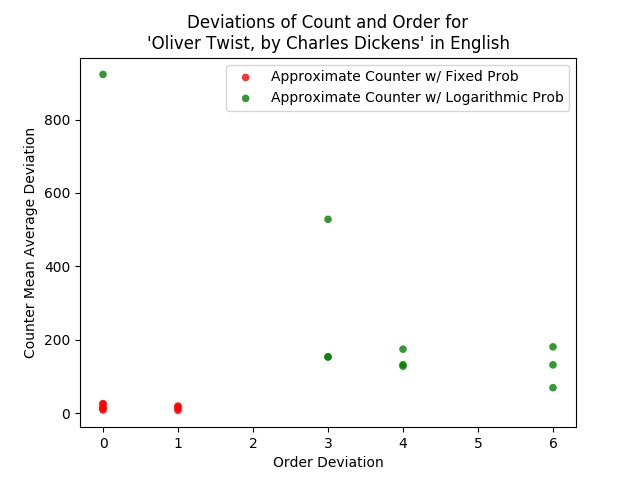 Deviations of Count and Order for
'Oliver Twist, by Charles Dickens' in English
Approximate Counter w/ Fixed Prob
Approximate Counter w/ Logarithmic Prob
Counter Mean Average Deviation
800
600
400
200
0
0 1 2 3 4 5 6
Order Deviation